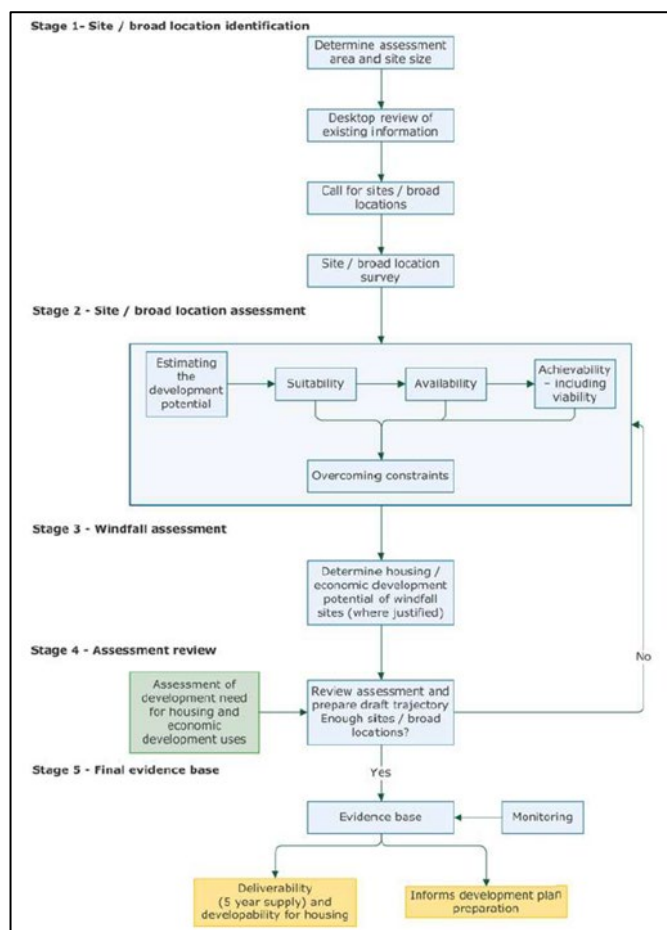 Stage 1- Site / broad location identification
Determine assessment
area and site size
Desktop review of
existing information
Call for sites / broad
locations
Site / broad location
survey
Stage 2 - Site / broad location assessment
Estimating
the
development
potential
Suitability
Availability
Achievability
– including
viability
Overcoming constraints
Stage 3 - Windfall assessment
Determine housing /
economic development
potential of windfall
sites (where justified)
Stage 4 - Assessment review
Assessment of
development need
for housing and
economic
development uses
Review assessment and
prepare draft trajectory
Enough sites / broad
locations?
No
Yes
Stage 5 - Final evidence base
Evidence base
Monitoring
Deliverability
(5 year supply) and
developability for housing
Informs development plan
preparation